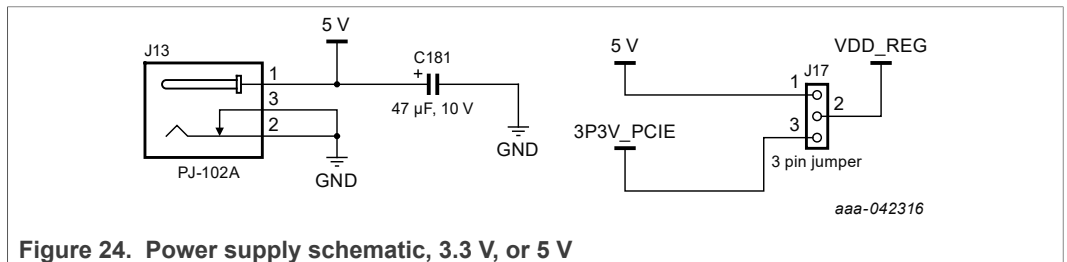 5 V
J13
C181
1
+
3
47 µF, 10 V
2
GND
PJ-102A
GND
5 V
VDD_REG
J17
1
2
3P3V_PCIE
3
3 pin jumper
aaa-042316
Figure 24. Power supply schematic, 3.3 V, or 5 V